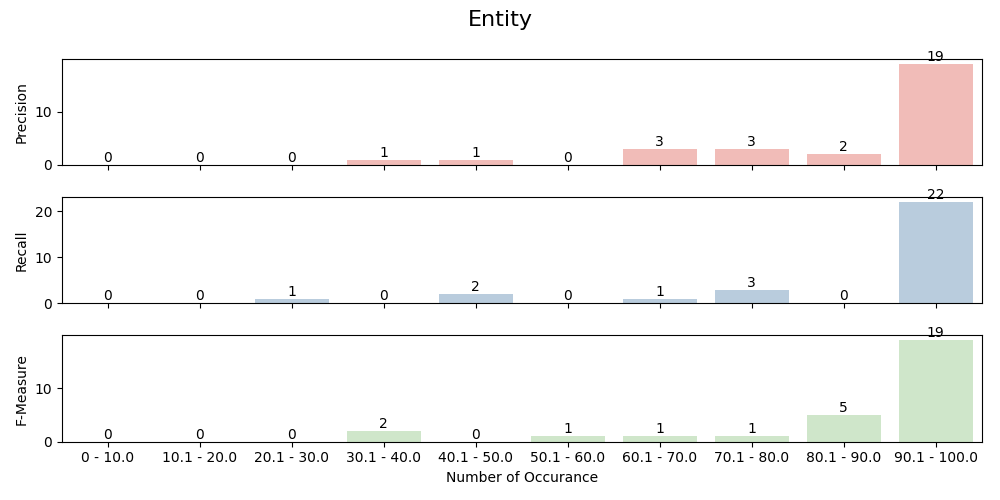 Entity
Precision
10
0
0 0 0 1 1 0 3 3 2 19
Recall
20
10
0
0 0 1 0 2 0 1 3 0 22
F-Measure
10
0
0 0 0 2 0 1 1 1 5 19
0 - 10.0 10.1 - 20.0 20.1 - 30.0 30.1 - 40.0 40.1 - 50.0 50.1 - 60.0 60.1 - 70.0 70.1 - 80.0 80.1 - 90.0 90.1 - 100.0
Number of Occurance